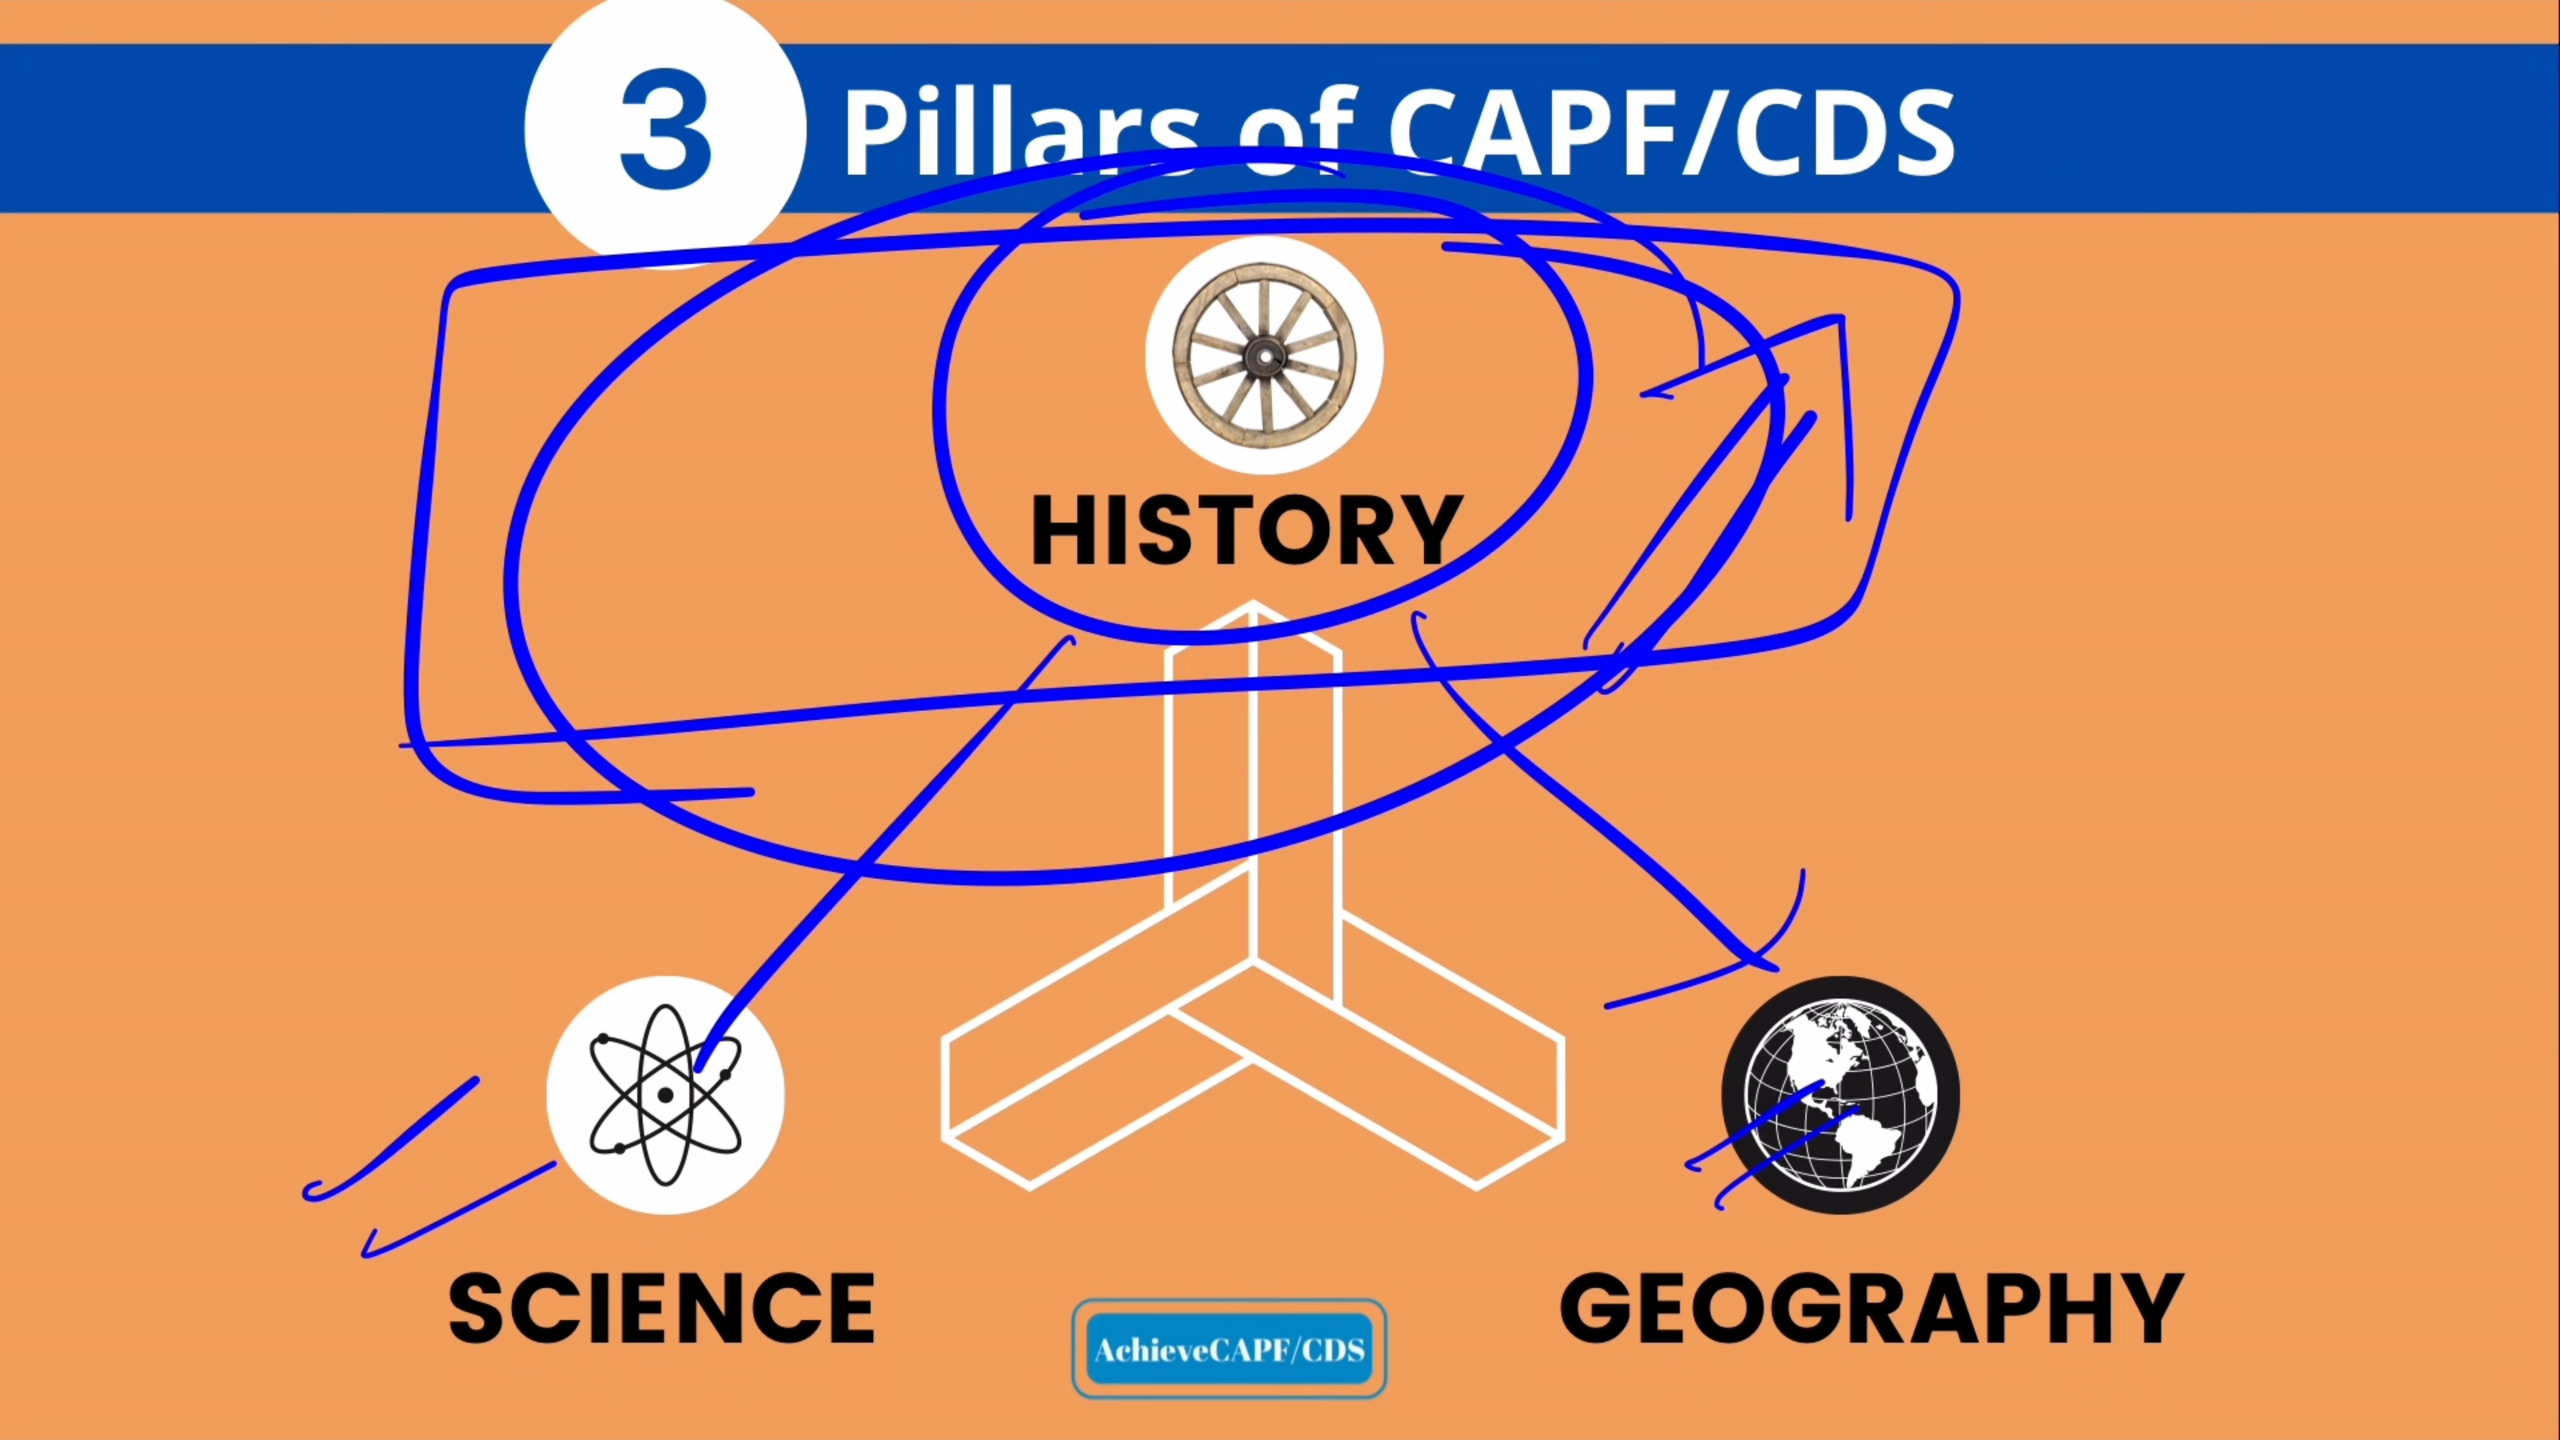 3 Pillars of CAPF/CDS
HISTORY
SCIENCE
GEOGRAPHY
AchieveCAPF/CDS